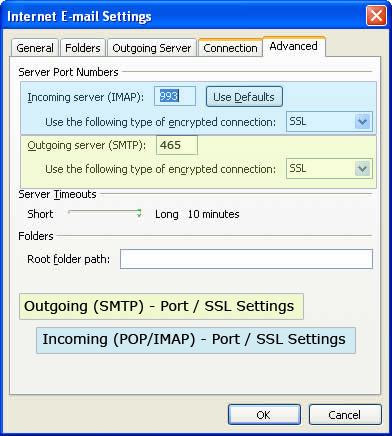 Internet E-mail Settings
General Folders Outgoing Server Connection Advanced
Server Port Numbers
Incoming server (IMAP): 993 Use Defaults
Use the following type of encrypted connection: SSL
Outgoing server (SMTP): 465
Use the following type of encrypted connection: SSL
Server Timeouts
Short Long 10 minutes
Folders
Root folder path:
Outgoing (SMTP) - Port / SSL Settings
Incoming (POP/IMAP) - Port / SSL Settings
OK Cancel